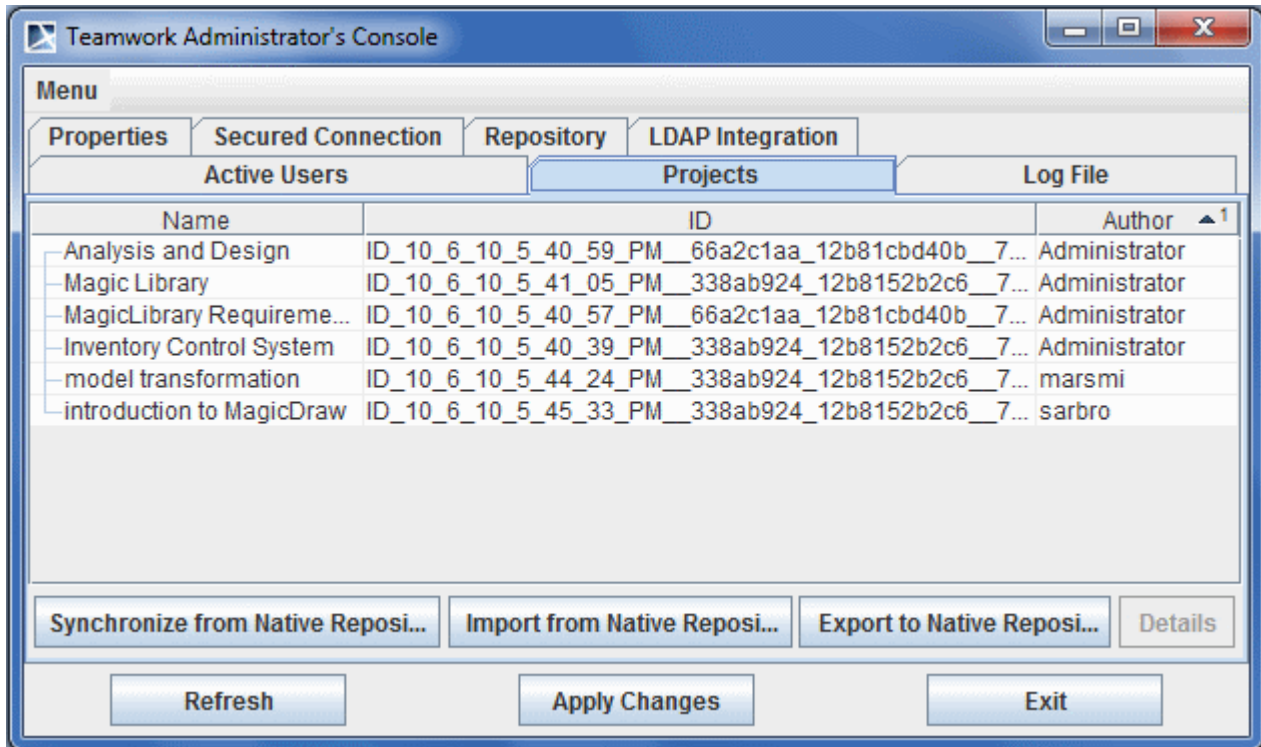 Teamwork Administrator's Console
Menu
Properties Secured Connection Repository LDAP Integration
Active Users Projects Log File
Name ID Author 1
Analysis and Design ID_10_6_10_5_40_59_PM__66a2c1aa_12b81cbd40b__7... Administrator
Magic Library ID_10_6_10_5_41_05_PM__338ab924_12b8152b2c6__7... Administrator
MagicLibrary Requireme... ID_10_6_10_5_40_57_PM__66a2c1aa_12b81cbd40b__7... Administrator
Inventory Control System ID_10_6_10_5_40_39_PM__338ab924_12b8152b2c6__7... Administrator
model transformation ID_10_6_10_5_44_24_PM__338ab924_12b8152b2c6__7... marsmi
introduction to MagicDraw ID_10_6_10_5_45_33_PM__338ab924_12b8152b2c6__7... sarbro
Synchronize from Native Reposi... Import from Native Reposi... Export to Native Reposi... Details
Refresh Apply Changes Exit